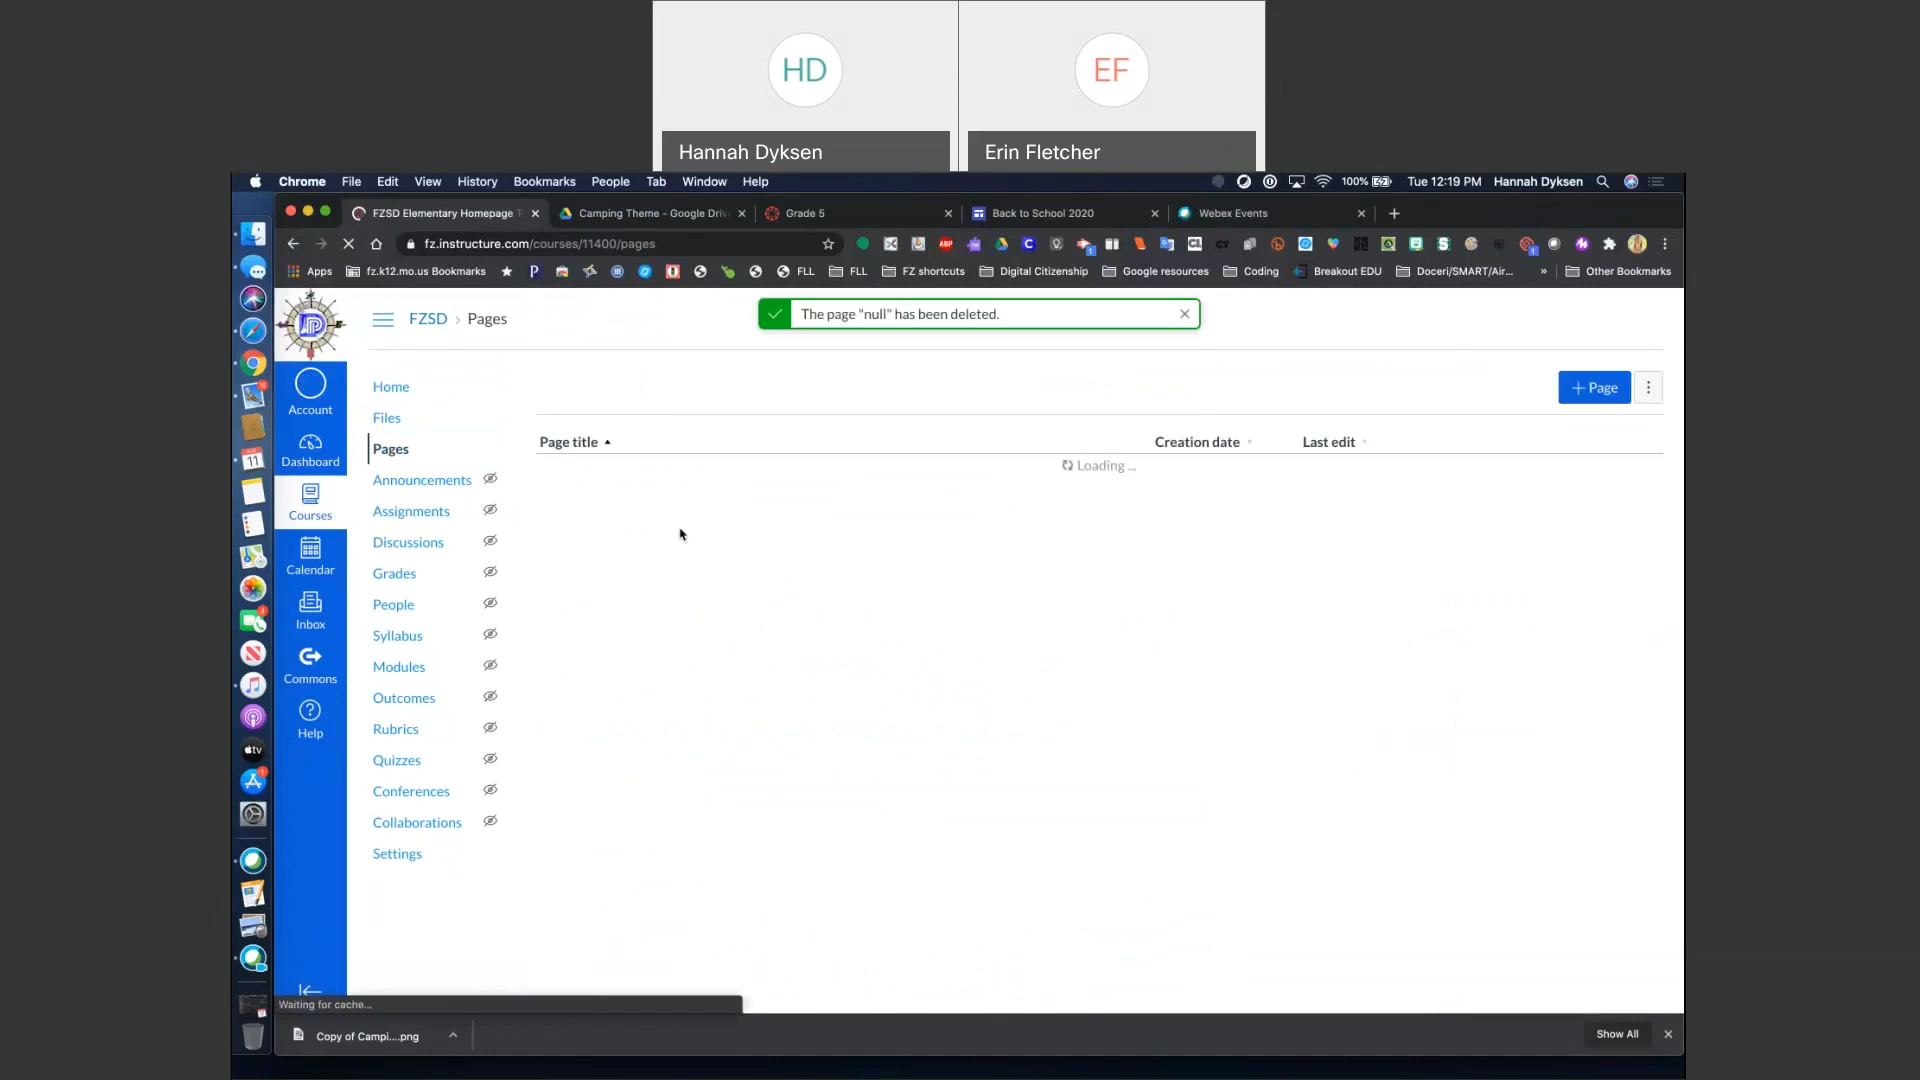 HD
EF
Hannah Dyksen
Erin Fletcher
Chrome File Edit View History Bookmarks People Tab Window Help
100% Tue 12:19 PM Hannah Dyksen
FZSD Elementary Homepage T
Camping Theme - Google Driv
Grade 5
Back to School 2020
Webex Events
fz.instructure.com/courses/11400/pages
Apps fz.k12.mo.us Bookmarks FLL FLL FZ shortcuts Digital Citizenship Google resources Coding Breakout EDU Doceri/SMART/Air... » Other Bookmarks
FZSD › Pages
The page "null" has been deleted.
Account
Dashboard
Courses
Calendar
Inbox
Commons
Help
Home
Files
Pages
Announcements
Assignments
Discussions
Grades
People
Syllabus
Modules
Outcomes
Rubrics
Quizzes
Conferences
Collaborations
Settings
+ Page
Page title
Creation date
Last edit
Loading ...
Waiting for cache...
Copy of Campi....png
Show All